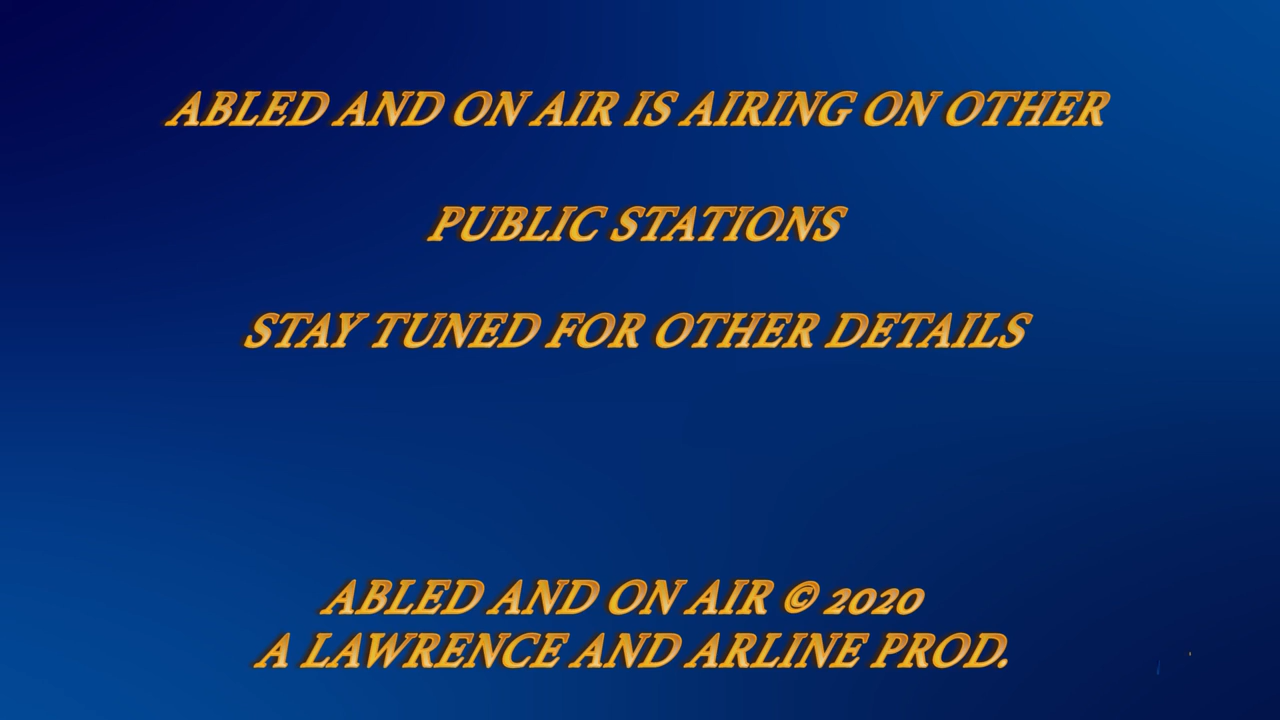 ABLED AND ON AIR IS AIRING ON OTHER
PUBLIC STATIONS
STAY TUNED FOR OTHER DETAILS
ABLED AND ON AIR © 2020
A LAWRENCE AND ARLINE PROD.